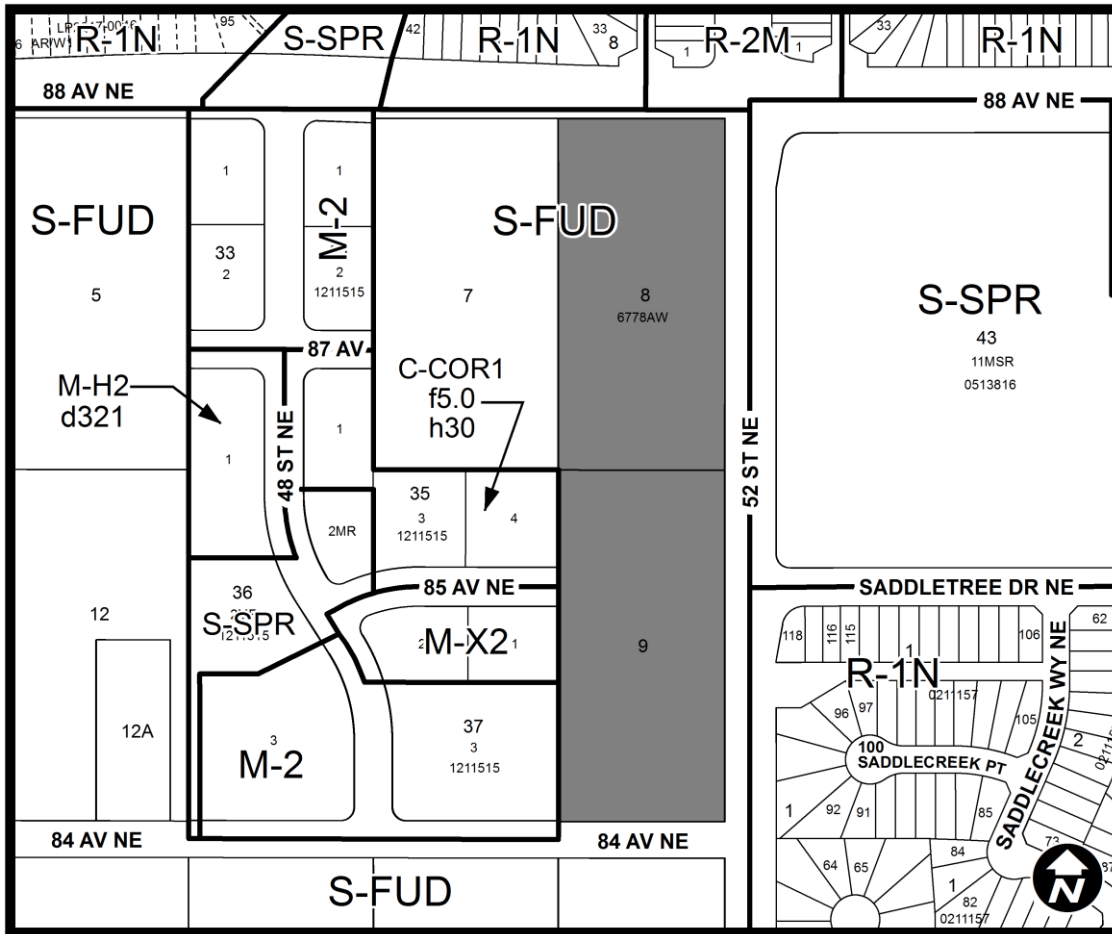 95
6 AR/W
R-1N
S-SPR
42
R-1N
33
8
R-2M
1
1
33
R-1N
88 AV NE
88 AV NE
S-FUD
5
1
1
M-2
33
2
2
1211515
S-FUD
7
8
6778AW
S-SPR
43
11MSR
0513816
87 AV
M-H2
d321
C-COR1
f5.0
h30
1
1
48 ST NE
52 ST NE
35
3
1211515
4
2MR
85 AV NE
SADDLETREE DR NE
12
36
S-SPR
1211515
M-X2
2
1
9
118
116
115
1
106
62
R-1N
0211157
96
97
105
SADDLECREEK WY NE
2
100
SADDLECREEK PT
12A
3
M-2
37
3
1211515
1
92
91
85
73
84 AV NE
84 AV NE
64
65
84
1
82
0211157
S-FUD
N